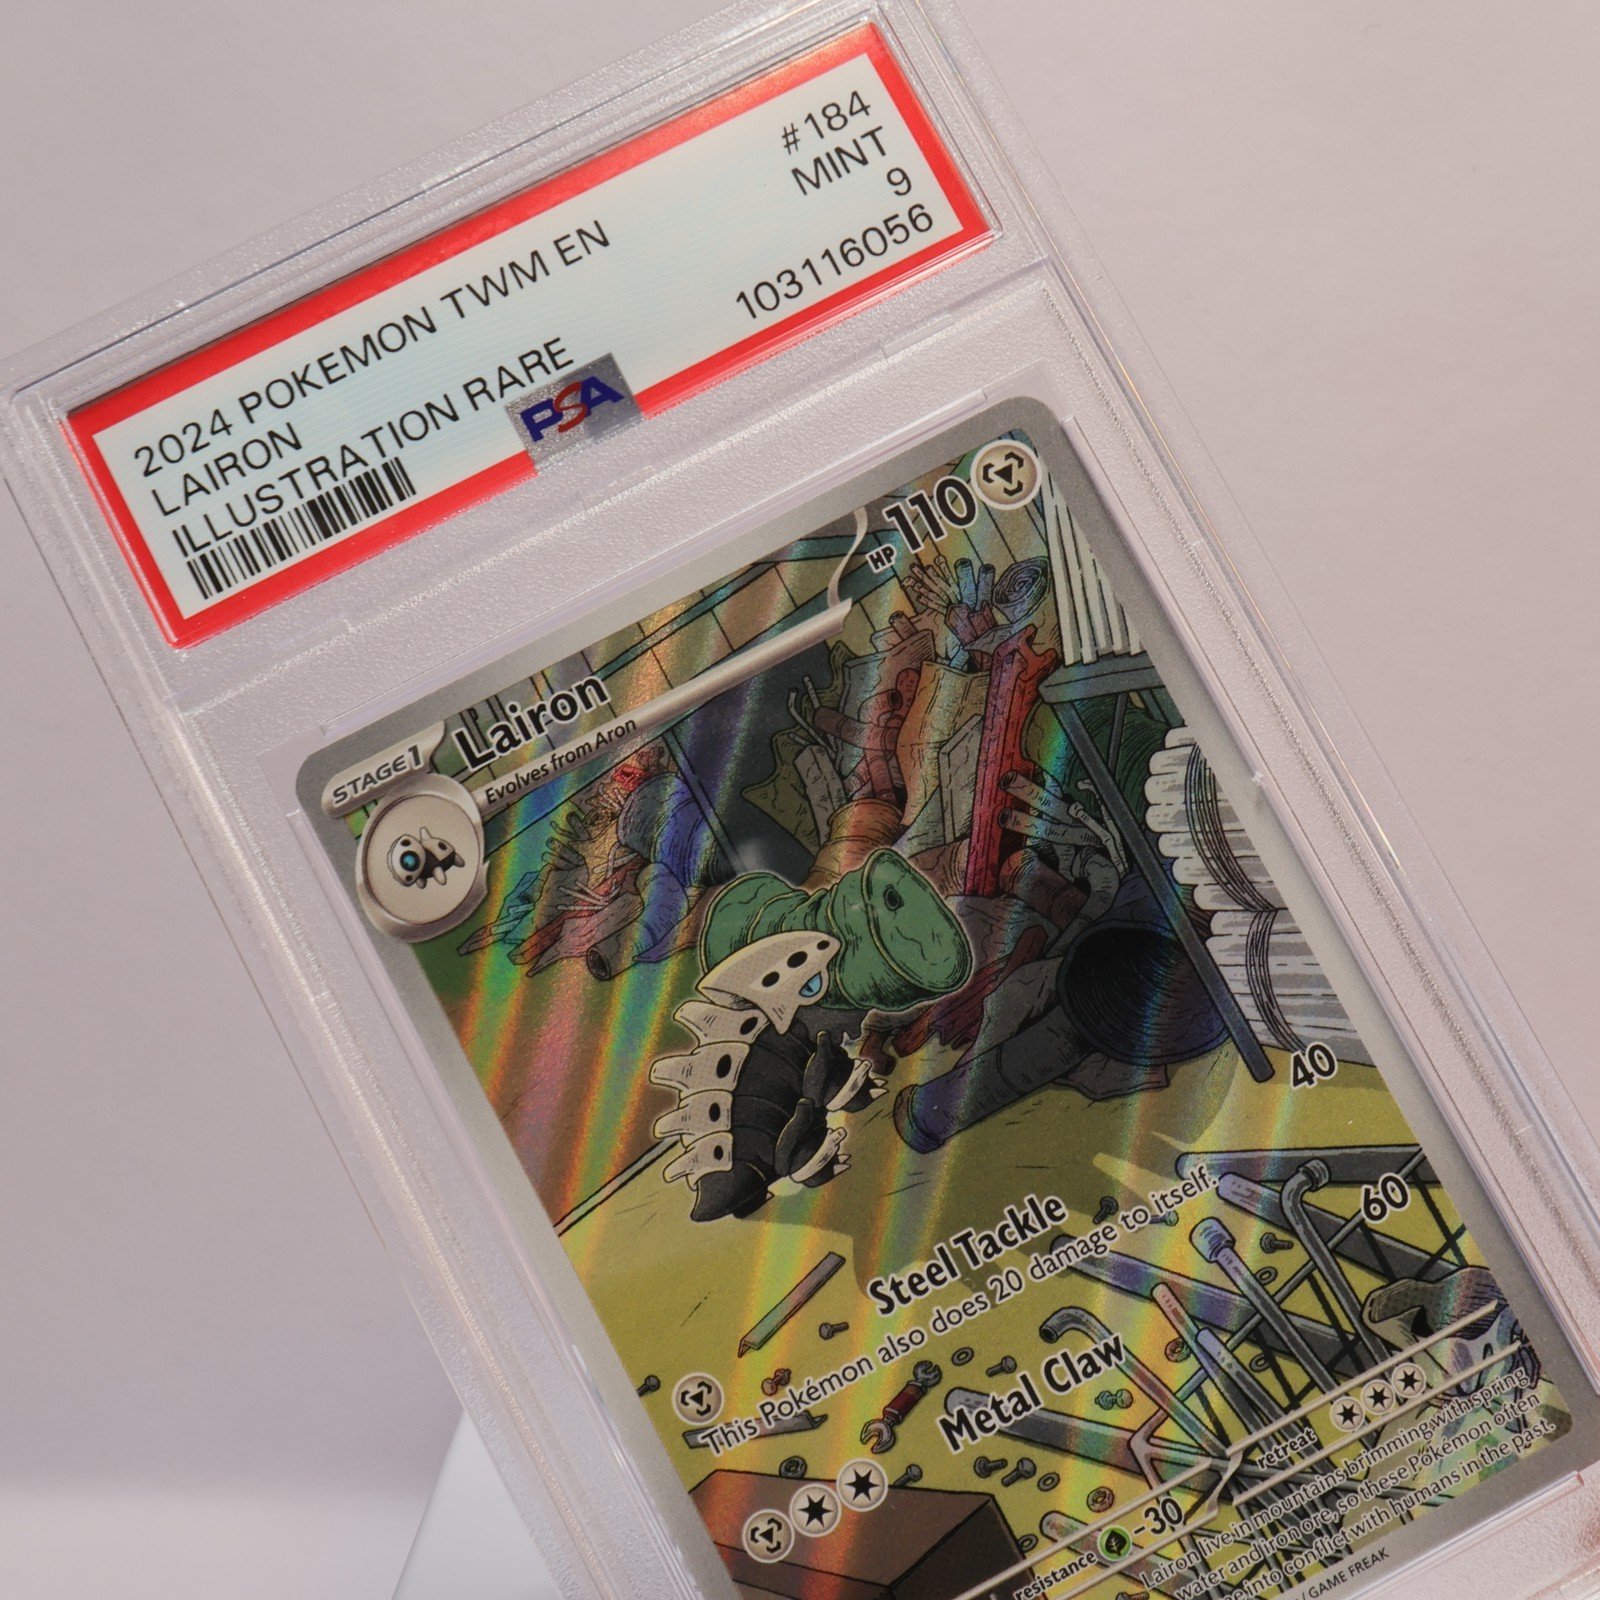 2024 POKEMON TWM EN
#184
LAIRON
MINT
ILLUSTRATION RARE
9
103116056
PSA
STAGE 1
Lairon
HP 110
Evolves from Aron
Steel Tackle
40
This Pokémon also does 20 damage to itself.
Metal Claw
60
resistance -30
retreat
Lairon live in mountains brimming with spring
water and iron ore, so these Pokémon often
into conflict with humans in the past.
/ GAME FREAK